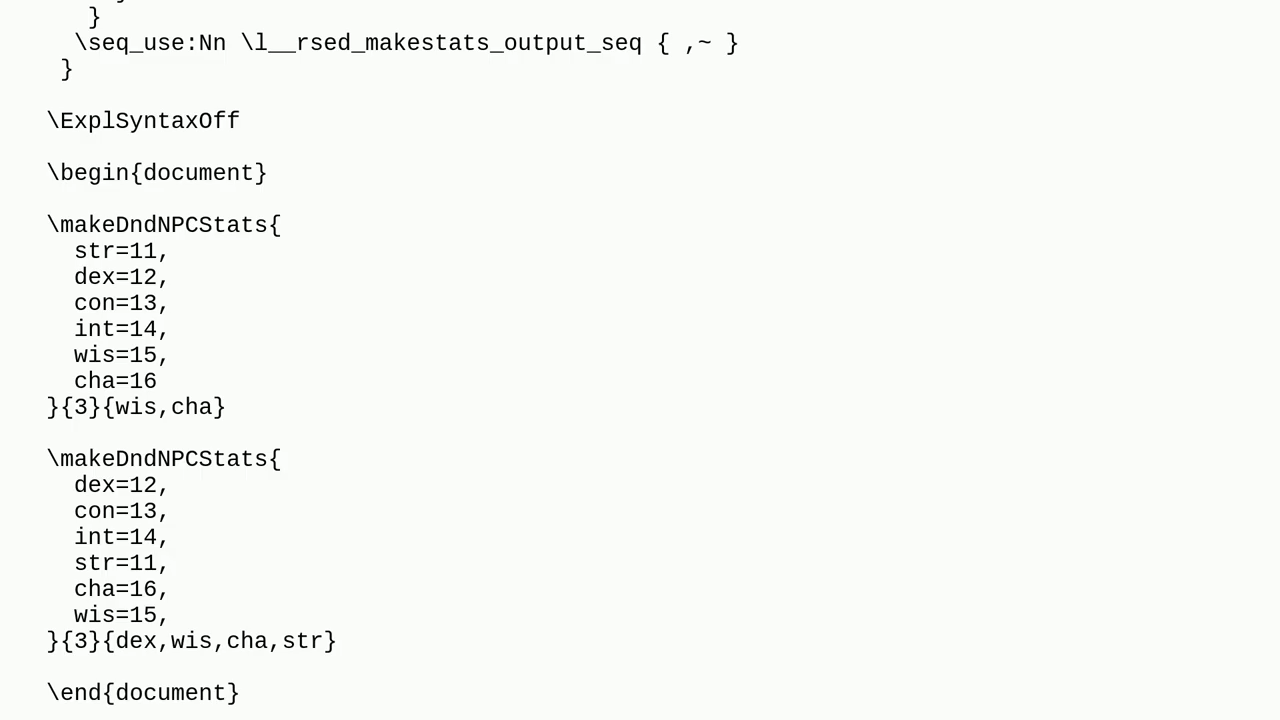 }
\seq_use:Nn \l__rsed_makestats_output_seq { ,~ }
}
\ExplSyntaxOff
\begin{document}
\makeDndNPCStats{
str=11,
dex=12,
con=13,
int=14,
wis=15,
cha=16
}{3}{wis,cha}
\makeDndNPCStats{
dex=12,
con=13,
int=14,
str=11,
cha=16,
wis=15,
}{3}{dex,wis,cha,str}
\end{document}